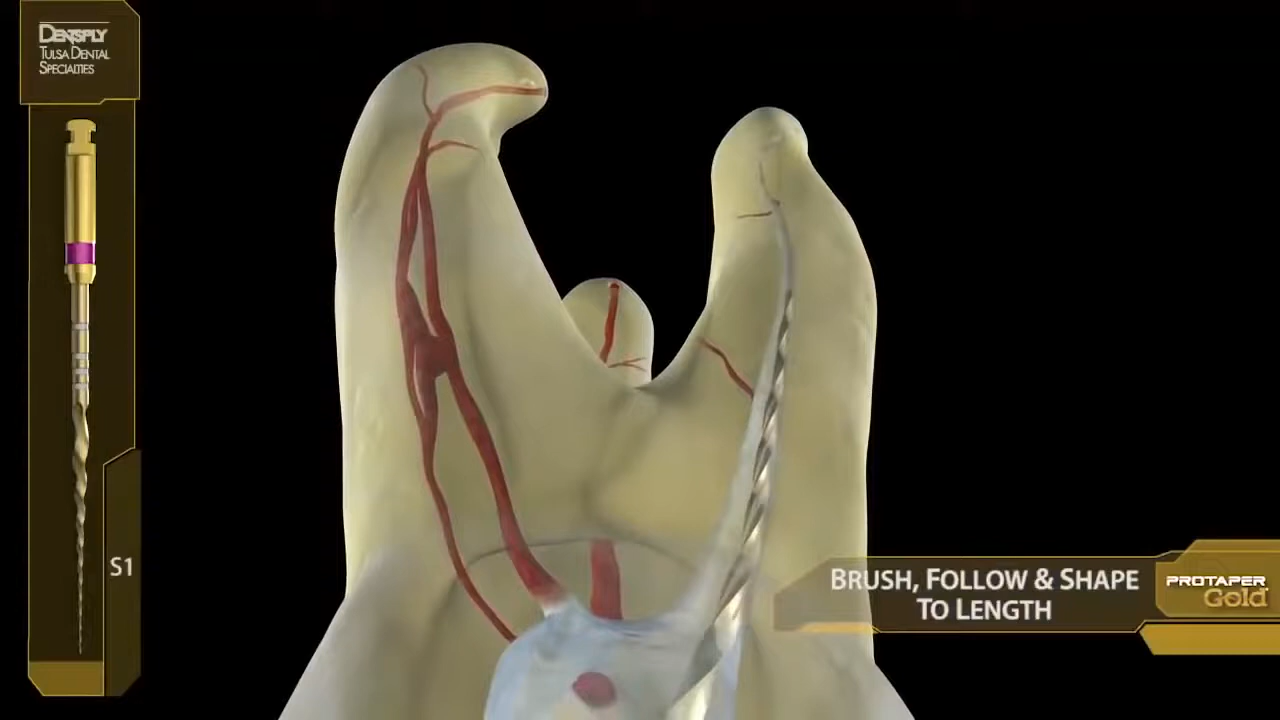 DENTSPLY
TULSA DENTAL
SPECIALTIES
S1
BRUSH, FOLLOW & SHAPE
TO LENGTH
PROTAPER
Gold